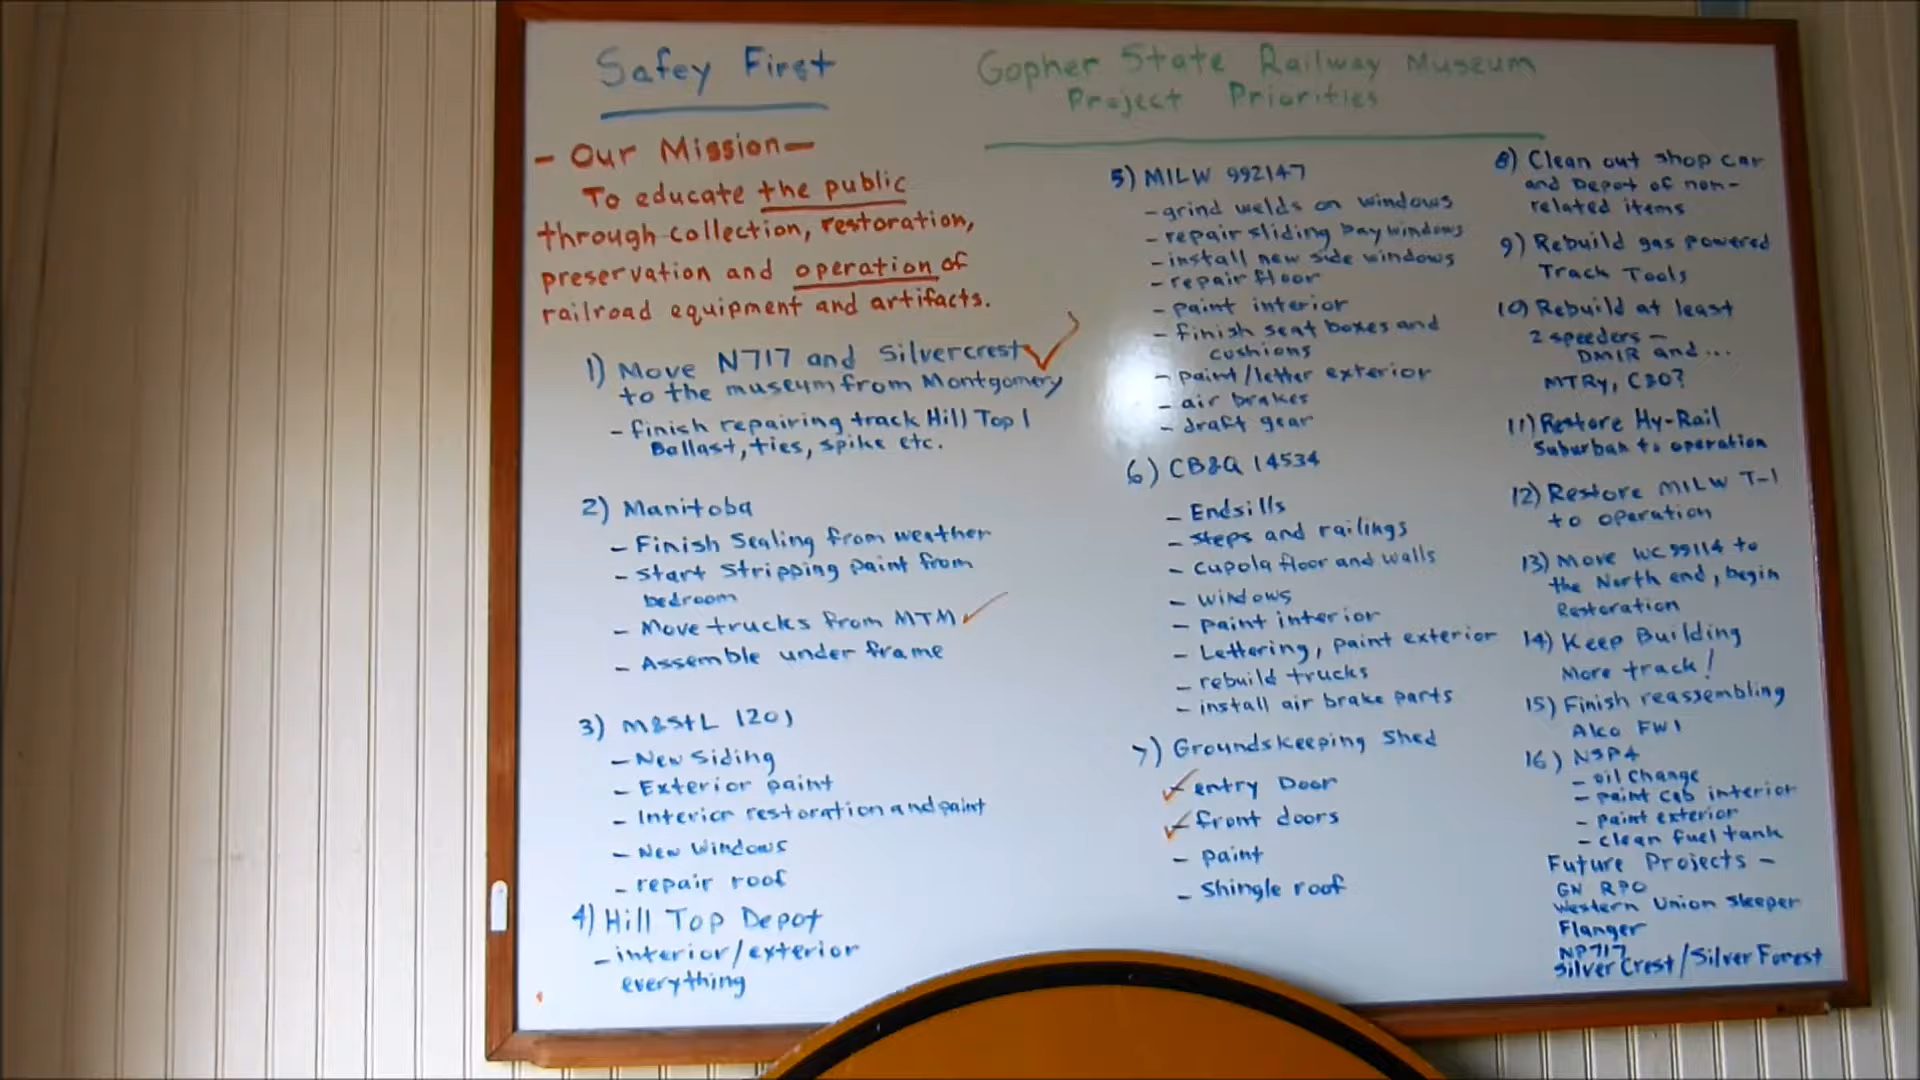 Safey First
Gopher State Railway Museum
Project Priorities
- Our Mission-
To educate the public
through collection, restoration,
preservation and operation of
railroad equipment and artifacts.
1) Move N717 and Silvercrest
to the museum from Montgomery
- finish repairing track Hill Top 1
Ballast, ties, spike etc.
2) Manitoba
- Finish Sealing from weather
- Start Stripping paint from
bedroom
- Move trucks from MTM
- Assemble under frame
3) M&StL 1201
- New Siding
- Exterior paint
- Interior restoration and paint
- New Windows
- repair roof
4) Hill Top Depot
- interior/exterior
everything
5) MILW 992147
- grind welds on windows
- repair sliding bay windows
- install new side windows
- repair floor
- paint interior
- finish seat boxes and
cushions
- paint/letter exterior
- air brakes
- draft gear
6) CB&Q 14534
- Endsills
- Steps and railings
- cupola floor and walls
- windows
- paint interior
- Lettering, paint exterior
- rebuild trucks
- install air brake parts
7) Groundskeeping Shed
- entry Door
- front doors
- paint
- Shingle roof
8) Clean out shop car
and Depot of non-
related items
9) Rebuild gas powered
Track Tools
10) Rebuild at least
2 speeders -
DMIR and ...
MTRy, C&O?
11) Restore Hy-Rail
Suburban to operation
12) Restore MILW T-1
to operation
13) Move WC 99114 to
the North end, begin
Restoration
14) Keep Building
More track!
15) Finish reassembling
Alco FW1
16) NSP4
- oil change
- paint cab interior
- paint exterior
- clean fuel tank
Future Projects -
GN RPO
Western Union Sleeper
Flanger
NP717
Silver Crest/Silver Forest